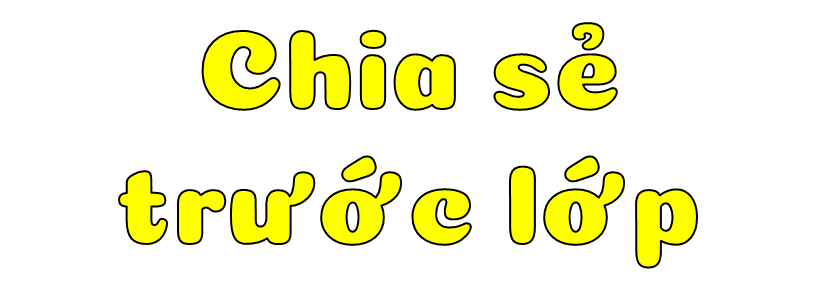 Chia sẻ
trước lớp